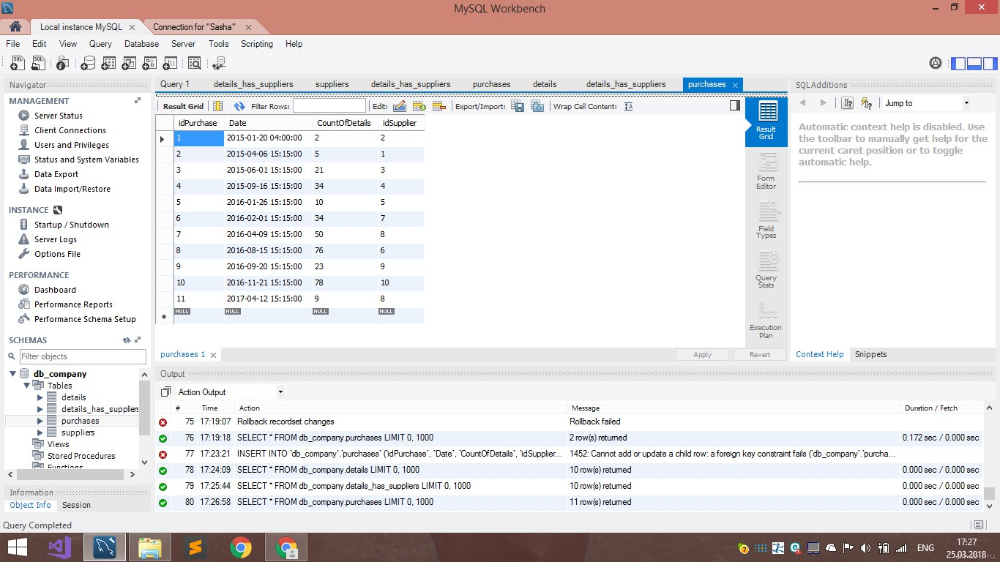 MySQL Workbench
Local instance MySQL
Connection for "Sasha"
File Edit View Query Database Server Tools Scripting Help
Navigator
MANAGEMENT
Server Status
Client Connections
Users and Privileges
Status and System Variables
Data Export
Data Import/Restore
INSTANCE
Startup / Shutdown
Server Logs
Options File
PERFORMANCE
Dashboard
Performance Reports
Performance Schema Setup
SCHEMAS
Filter objects
db_company
Tables
details
details_has_suppliers
purchases
suppliers
Views
Stored Procedures
Functions
Information
Object Info Session
Query 1 details_has_suppliers suppliers details_has_suppliers purchases details details_has_suppliers purchases
Result Grid Filter Rows: Edit: Export/Import: Wrap Cell Content:
idPurchase Date CountOfDetails idSupplier
1 2015-01-20 04:00:00 2 2
2 2015-04-06 15:15:00 5 1
3 2015-06-01 15:15:00 21 3
4 2015-09-16 15:15:00 34 4
5 2016-01-26 15:15:00 10 5
6 2016-02-01 15:15:00 34 7
7 2016-04-09 15:15:00 50 8
8 2016-08-15 15:15:00 76 6
9 2016-09-20 15:15:00 23 9
10 2016-11-21 15:15:00 78 10
11 2017-04-12 15:15:00 9 8
NULL NULL NULL NULL
Result
Grid
Form
Editor
Field
Types
Query
Stats
Execution
Plan
purchases 1
Apply Revert
SQLAdditions
Jump to
Automatic context help is disabled. Use
the toolbar to manually get help for the
current caret position or to toggle
automatic help.
Context Help Snippets
Output
Action Output
# Time Action Message Duration / Fetch
75 17:19:07 Rollback recordset changes Rollback failed
76 17:19:18 SELECT * FROM db_company.purchases LIMIT 0, 1000 2 row(s) returned 0.172 sec / 0.000 sec
77 17:23:21 INSERT INTO `db_company`.`purchases` (`idPurchase`, `Date`, `CountOfDetails`, `idSupplier... 1452: Cannot add or update a child row: a foreign key constraint fails (`db_company`.`purcha...
78 17:24:09 SELECT * FROM db_company.details LIMIT 0, 1000 10 row(s) returned 0.000 sec / 0.000 sec
79 17:25:44 SELECT * FROM db_company.details_has_suppliers LIMIT 0, 1000 10 row(s) returned 0.000 sec / 0.000 sec
80 17:26:58 SELECT * FROM db_company.purchases LIMIT 0, 1000 11 row(s) returned 0.000 sec / 0.000 sec
Query Completed
ENG
17:27
25.03.2018